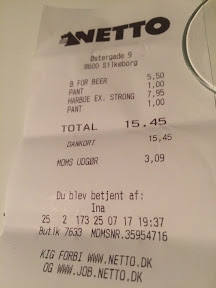 NETTO
Østergade 9
8600 Silkeborg
B FOR BEER 5,50
PANT 1,00
HARBOE EX. STRONG 7,95
PANT 1,00
TOTAL 15.45
DANKORT 15,45
MOMS UDGØR 3,09
Du blev betjent af:
Ina
25 2 173 25 07 17 19:37
Butik 7633 MOMSNR.35954716
KIG FORBI WWW.NETTO.DK
OG WWW.JOB.NETTO.DK